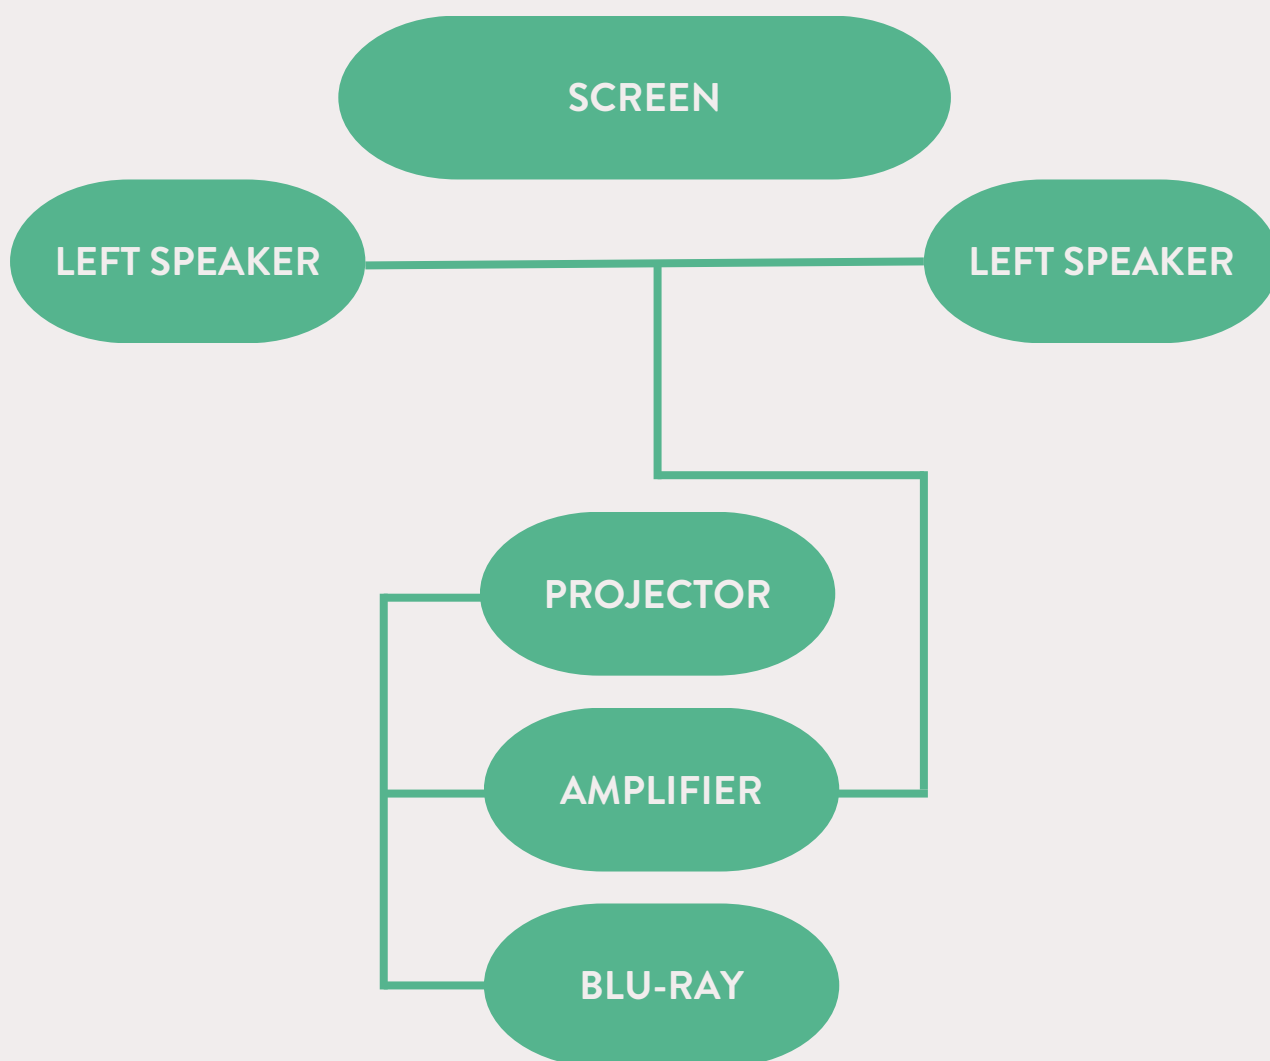 SCREEN
LEFT SPEAKER
LEFT SPEAKER
PROJECTOR
AMPLIFIER
BLU-RAY